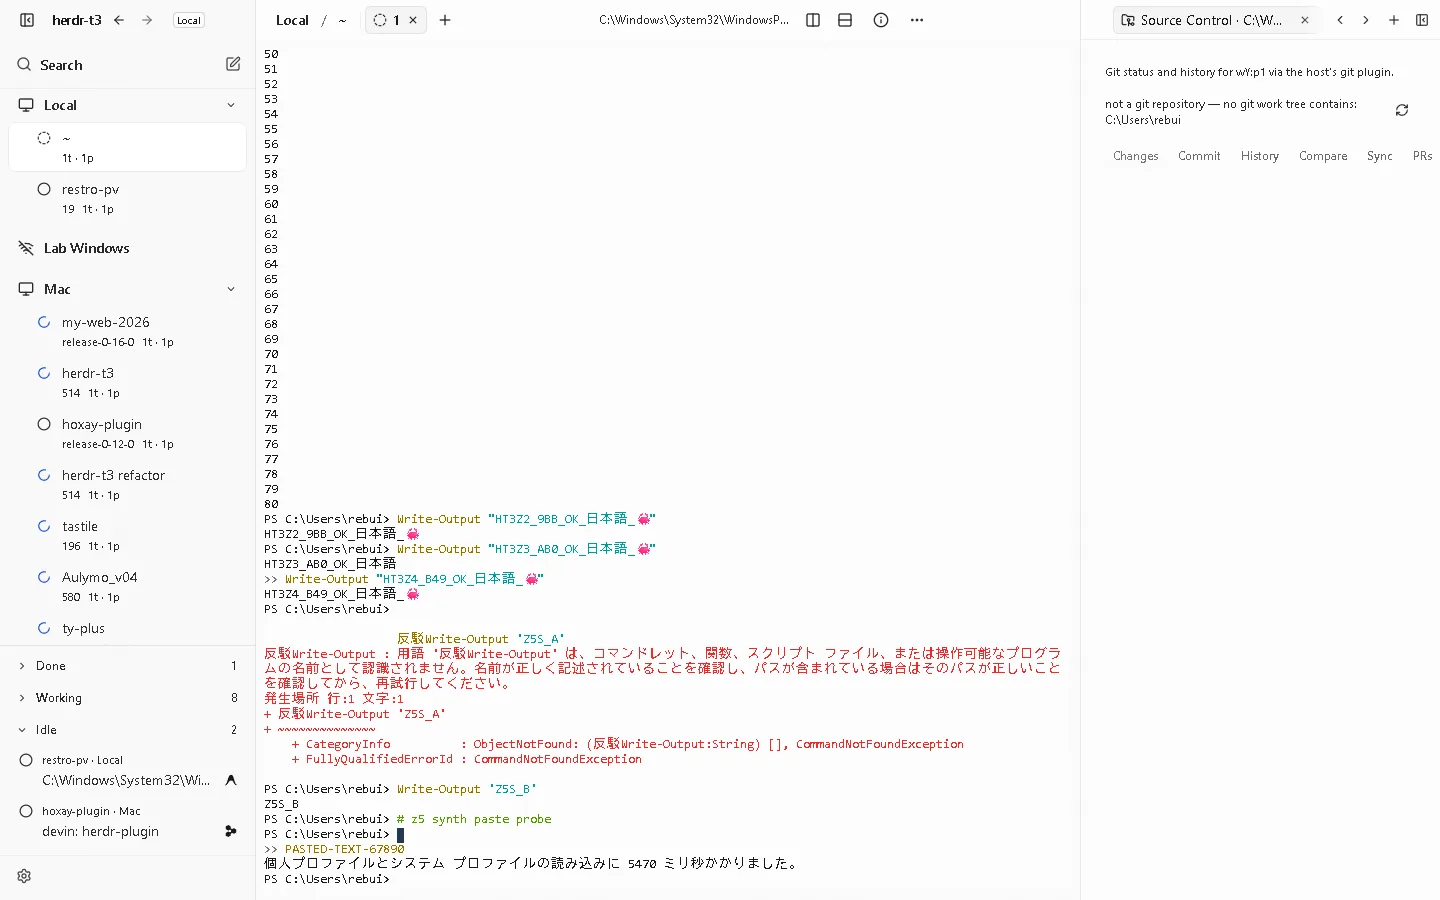 herdr-t3
Local
Search
Local
~
1t · 1p
restro-pv
19 1t · 1p
Lab Windows
Mac
my-web-2026
release-0-16-0 1t · 1p
herdr-t3
514 1t · 1p
hoxay-plugin
release-0-12-0 1t · 1p
herdr-t3 refactor
514 1t · 1p
tastile
196 1t · 1p
Aulymo_v04
580 1t · 1p
ty-plus
Done 1
Working 8
Idle 2
restro-pv · Local
C:\Windows\System32\Wi...
hoxay-plugin · Mac
devin: herdr-plugin
Local / ~
1
C:\Windows\System32\WindowsP...
50
51
52
53
54
55
56
57
58
59
60
61
62
63
64
65
66
67
68
69
70
71
72
73
74
75
76
77
78
79
80
PS C:\Users\rebui> Write-Output "HT3Z2_9BB_OK_日本語_🦀"
HT3Z2_9BB_OK_日本語_🦀
PS C:\Users\rebui> Write-Output "HT3Z3_AB0_OK_日本語_🦀"
HT3Z3_AB0_OK_日本語
>> Write-Output "HT3Z4_B49_OK_日本語_🦀"
HT3Z4_B49_OK_日本語_🦀
PS C:\Users\rebui>
反駁Write-Output 'Z5S_A'
反駁Write-Output : 用語 '反駁Write-Output' は、コマンドレット、関数、スクリプト ファイル、または操作可能なプログラ
ムの名前として認識されません。名前が正しく記述されていることを確認し、パスが含まれている場合はそのパスが正しいこと
を確認してから、再試行してください。
発生場所 行:1 文字:1
+ 反駁Write-Output 'Z5S_A'
+ ~~~~~~~~~~~~~~
+ CategoryInfo : ObjectNotFound: (反駁Write-Output:String) [], CommandNotFoundException
+ FullyQualifiedErrorId : CommandNotFoundException
PS C:\Users\rebui> Write-Output 'Z5S_B'
Z5S_B
PS C:\Users\rebui> # z5 synth paste probe
PS C:\Users\rebui>
>> PASTED-TEXT-67890
個人プロファイルとシステム プロファイルの読み込みに 5470 ミリ秒かかりました。
PS C:\Users\rebui>
Source Control · C:\W...
Git status and history for wY:p1 via the host's git plugin.
not a git repository — no git work tree contains:
C:\Users\rebui
Changes Commit History Compare Sync PRs